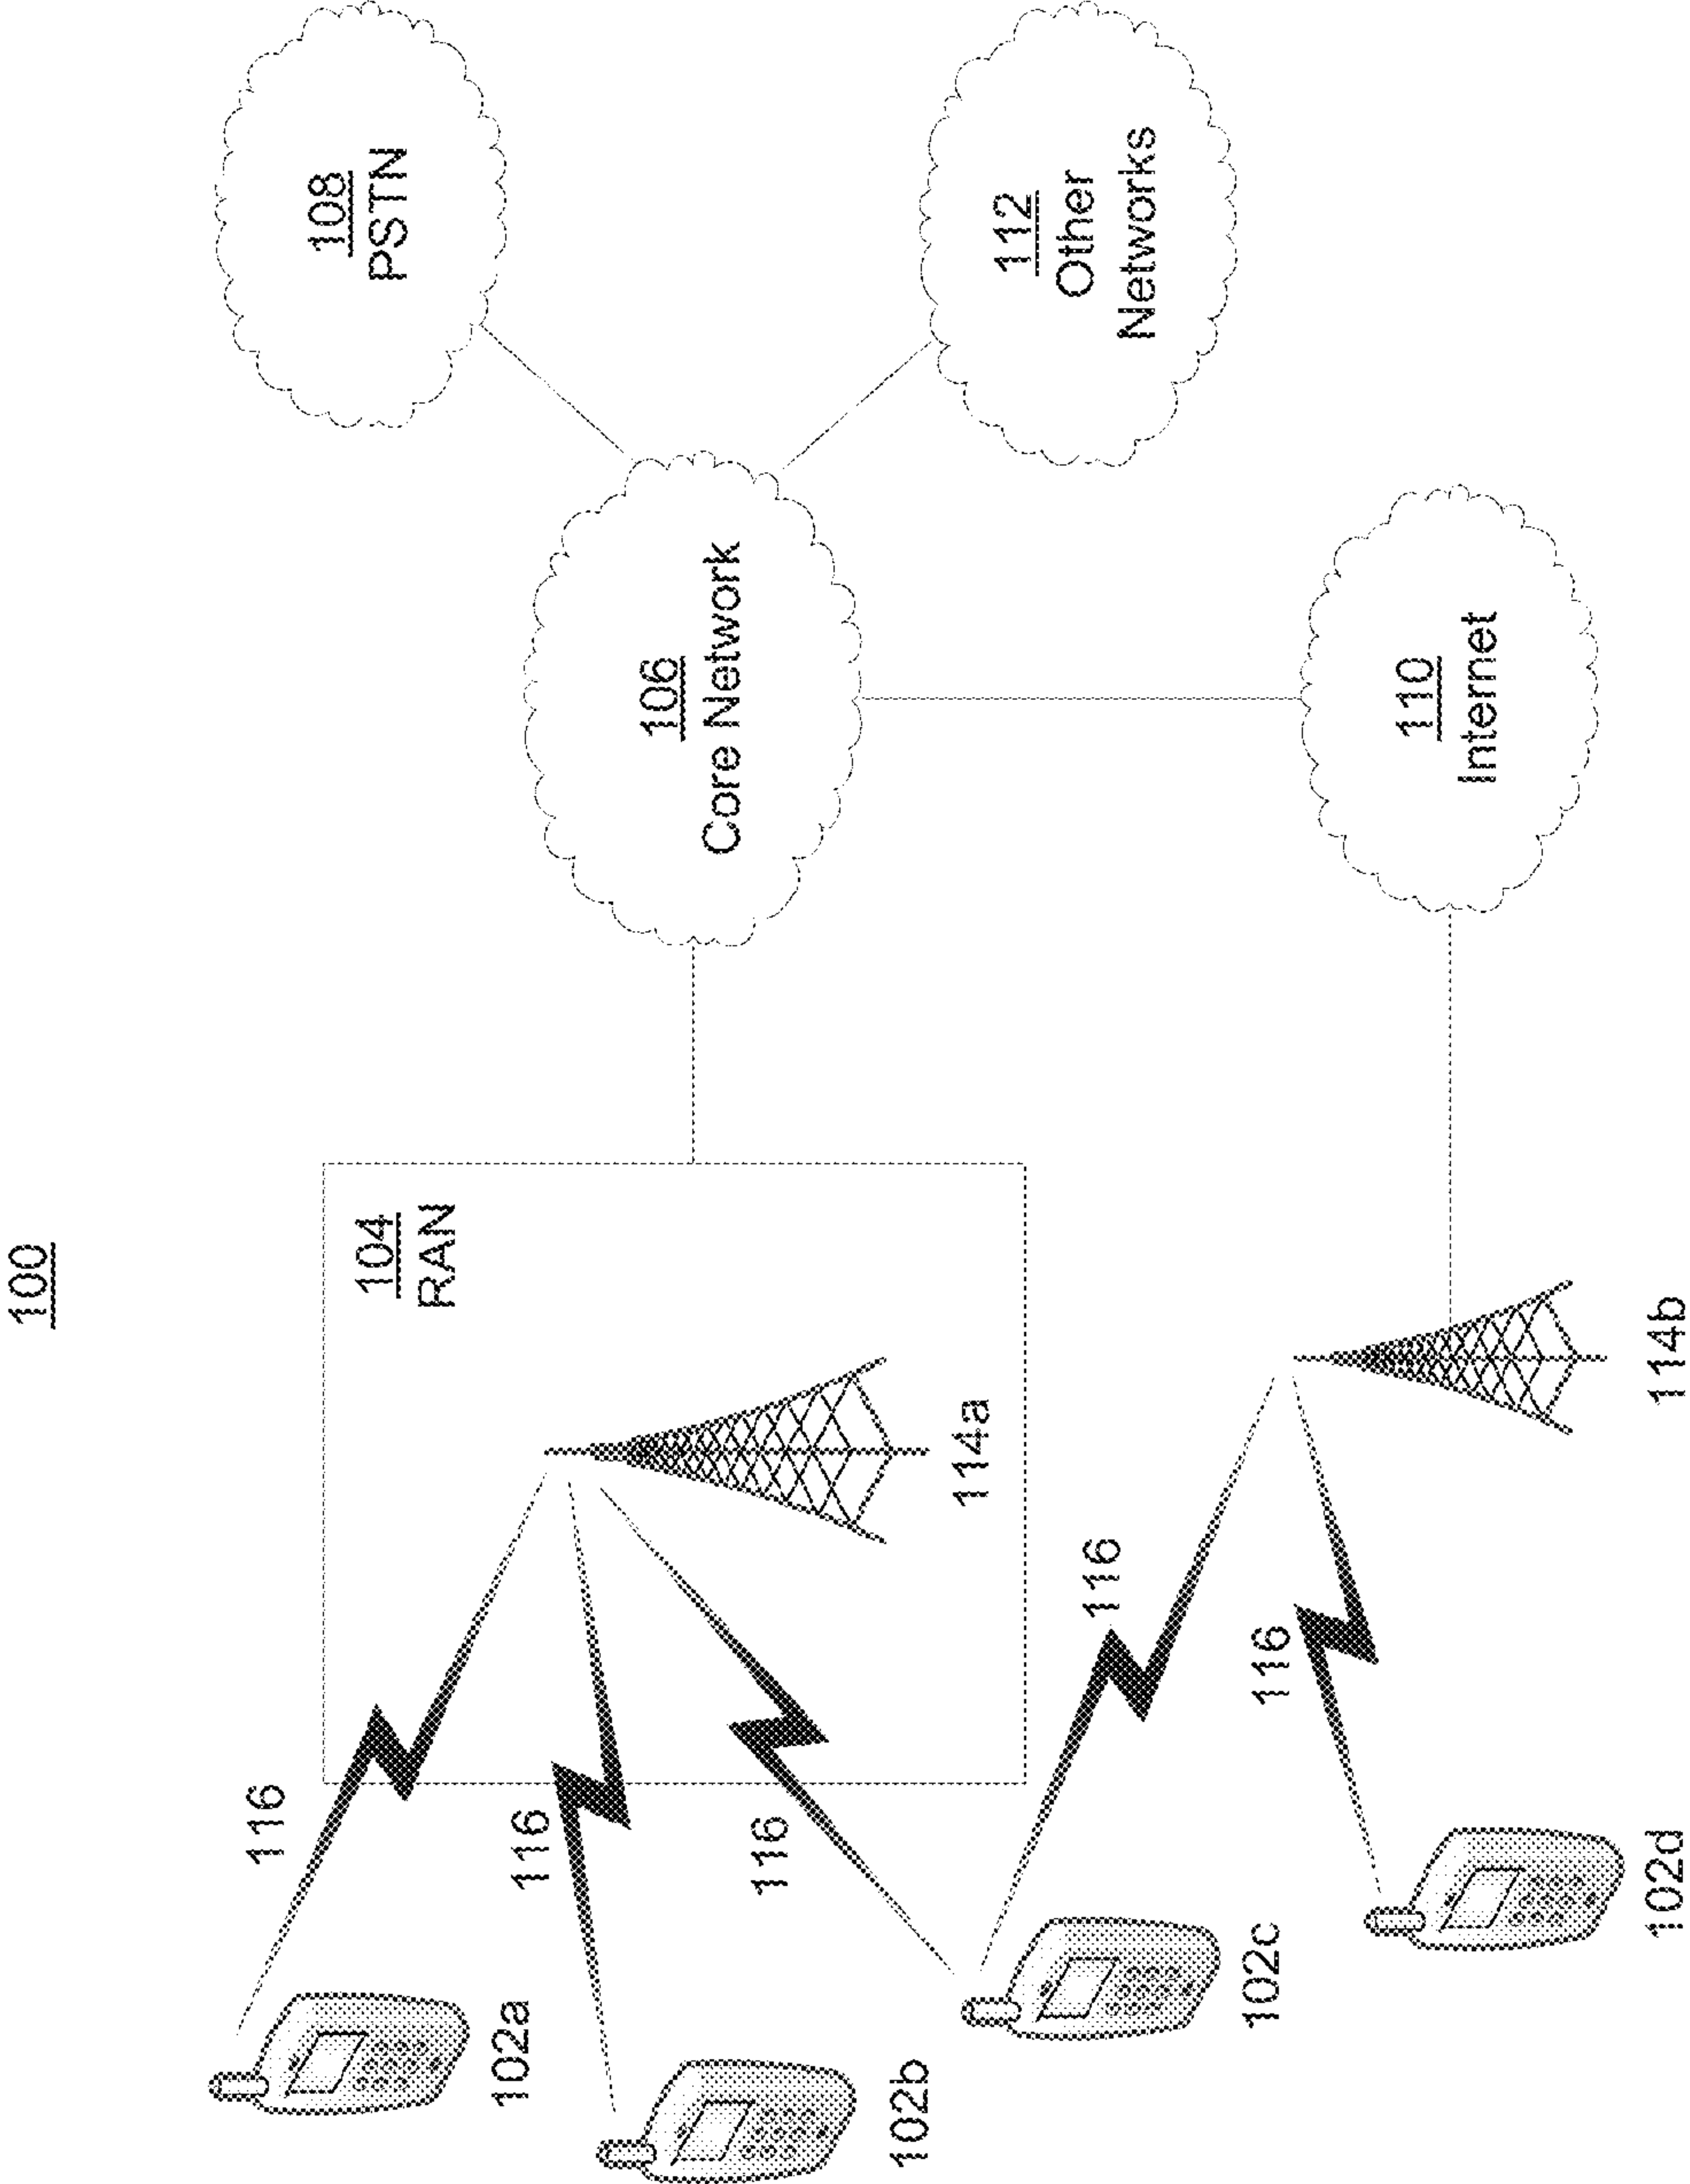 100
108
PSTN
104
RAN
106
Core Network
112
Other
Networks
116
102a
116
102b
116
114a
116
102c
110
Internet
116
102d
114b